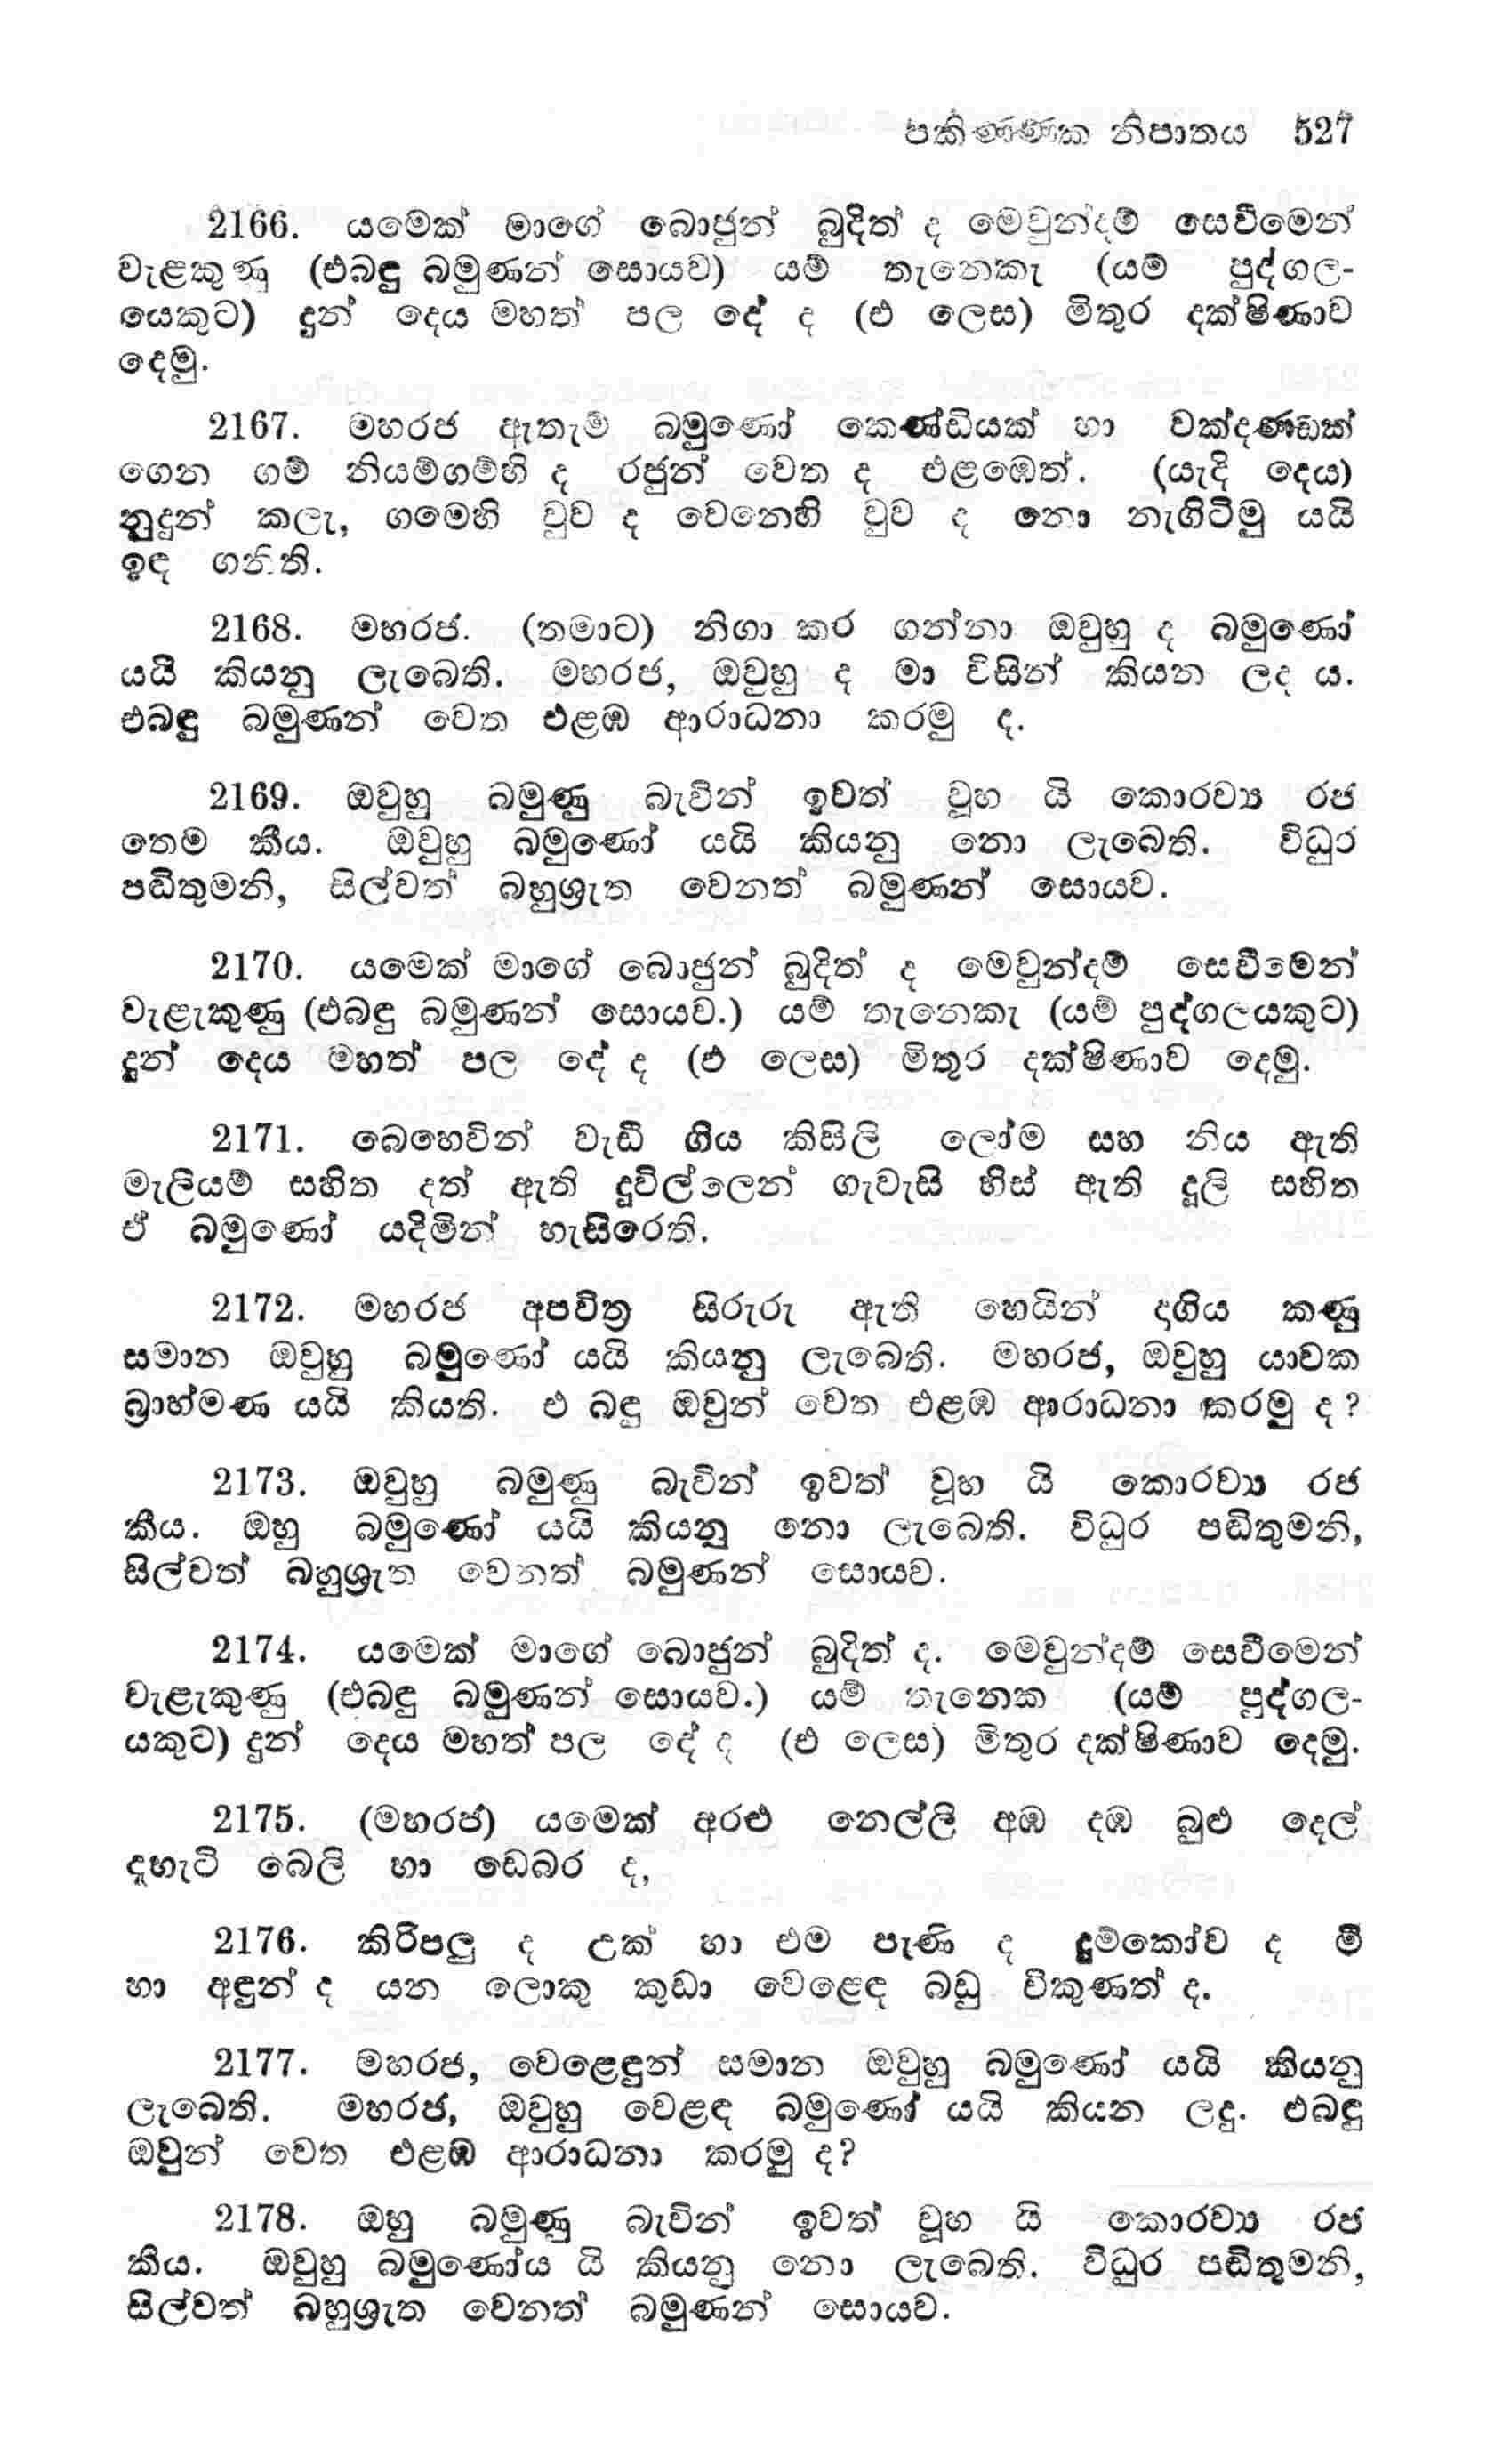 පකිණ්ණක නිපාතය 527
2166. යමෙක් මාගේ බොජුන් බුදිත් ද මෙවුන්දම් සෙවීමෙන්
වැළකුණු (එබඳු බමුණන් සොයව) යම් තැනෙකැ (යම් පුද්ගල-
යෙකුට) දුන් දෙය මහත් පල දේ ද (එ ලෙස) මිතුර දක්ෂිණාව
දෙමු.
2167. මහරජ ඇතැම් බමුණෝ කෙණ්ඩියක් හා වක්දණ්ඩක්
ගෙන ගම් නියම්ගම්හි ද රජුන් වෙත ද එළඹෙත්. (යැදි දෙය)
නුදුන් කලැ, ගමෙහි වුව ද වෙනෙහි වුව ද නො නැගිටිමු යයි
ඉඳ ගනිති.
2168. මහරජ. (තමාට) නිගා කර ගන්නා ඔවුහු ද බමුණෝ
යයි කියනු ලැබෙති. මහරජ, ඔවුහු ද මා විසින් කියන ලද ය.
එබඳු බමුණන් වෙත එළඹ ආරාධනා කරමු ද.
2169. ඔවුහු බමුණු බැවින් ඉවත් වූහ යි කොරව්‍ය රජ
තෙම කීය. ඔවුහු බමුණෝ යයි කියනු නො ලැබෙති. විධුර
පඬිතුමනි, සිල්වත් බහුශ්‍රැත වෙනත් බමුණන් සොයව.
2170. යමෙක් මාගේ බොජුන් බුදිත් ද මෙවුන්දම් සෙවීමෙන්
වැළැකුණු (එබඳු බමුණන් සොයව.) යම් තැනෙකැ (යම් පුද්ගලයකුට)
දුන් දෙය මහත් පල දේ ද (එ ලෙස) මිතුර දක්ෂිණාව දෙමු.
2171. බෙහෙවින් වැඩී ගිය කිසිලි ලෝම සහ නිය ඇති
මැලියම් සහිත දත් ඇති දූවිල්ලෙන් ගැවැසි හිස් ඇති දූලි සහිත
ඒ බමුණෝ යදිමින් හැසිරෙති.
2172. මහරජ අපවිත්‍ර සිරුරු ඇති හෙයින් දාගිය කණු
සමාන ඔවුහු බමුණෝ යයි කියනු ලැබෙති. මහරජ, ඔවුහු යාචක
බ්‍රාහ්මණ යයි කියති. එ බඳු ඔවුන් වෙත එළඹ ආරාධනා කරමු ද?
2173. ඔවුහු බමුණු බැවින් ඉවත් වූහ යි කොරව්‍ය රජ
කීය. ඔහු බමුණෝ යයි කියනු නො ලැබෙති. විධුර පඬිතුමනි,
සිල්වත් බහුශ්‍රැත වෙනත් බමුණන් සොයව.
2174. යමෙක් මාගේ බොජුන් බුදිත් ද. මෙවුන්දම් සෙවීමෙන්
වැළැකුණු (එබඳු බමුණන් සොයව.) යම් තැනෙක (යම් පුද්ගල-
යකුට) දුන් දෙය මහත් පල දේ ද (එ ලෙස) මිතුර දක්ෂිණාව දෙමු.
2175. (මහරජ) යමෙක් අරළු නෙල්ලි අඹ දඹ බුළු දෙල්
දැහැටි බෙලි හා ඩෙබර ද,
2176. කිරිපලු ද උක් හා එම පැණි ද දුම්කෝව ද මී
හා අඳුන් ද යන ලොකු කුඩා වෙළෙඳ බඩු විකුණත් ද.
2177. මහරජ, වෙළෙඳුන් සමාන ඔවුහු බමුණෝ යයි කියනු
ලැබෙති. මහරජ, ඔවුහු වෙළඳ බමුණෝ යයි කියන ලදු. එබඳු
ඔවුන් වෙත එළඹ ආරාධනා කරමු ද?
2178. ඔහු බමුණු බැවින් ඉවත් වූහ යි කොරව්‍ය රජ
කීය. ඔවුහු බමුණෝය යි කියනු නො ලැබෙති. විධුර පඬිතුමනි,
සිල්වත් බහුශ්‍රැත වෙනත් බමුණන් සොයව.